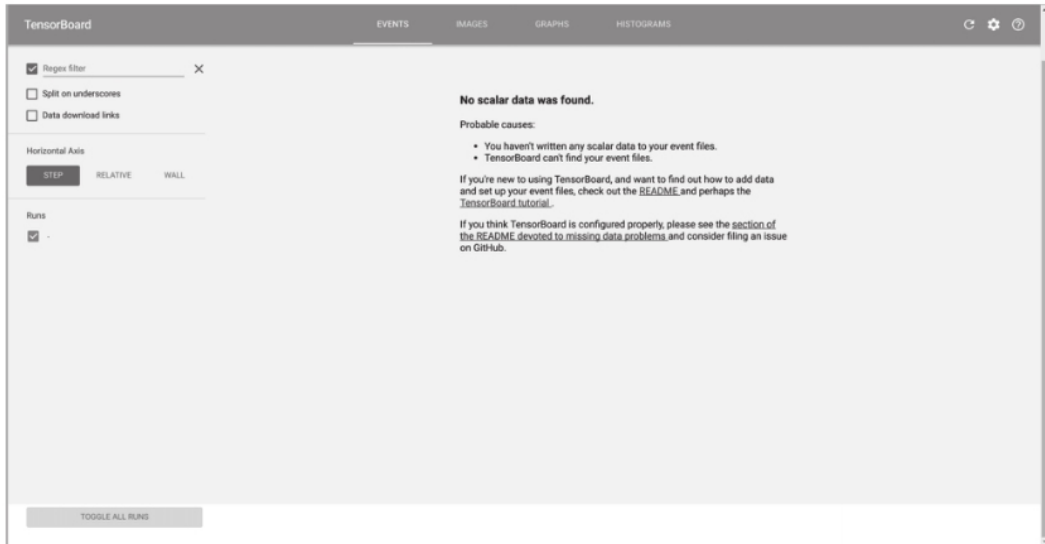 TensorBoard
EVENTS
IMAGES
GRAPHS
HISTOGRAMS
Regex filter
Split on underscores
Data download links
Horizontal Axis
STEP
RELATIVE
WALL
Runs
-
TOGGLE ALL RUNS
No scalar data was found.
Probable causes:
• You haven't written any scalar data to your event files.
• TensorBoard can't find your event files.
If you're new to using TensorBoard, and want to find out how to add data
and set up your event files, check out the README and perhaps the
TensorBoard tutorial .
If you think TensorBoard is configured properly, please see the section of
the README devoted to missing data problems and consider filing an issue
on GitHub.